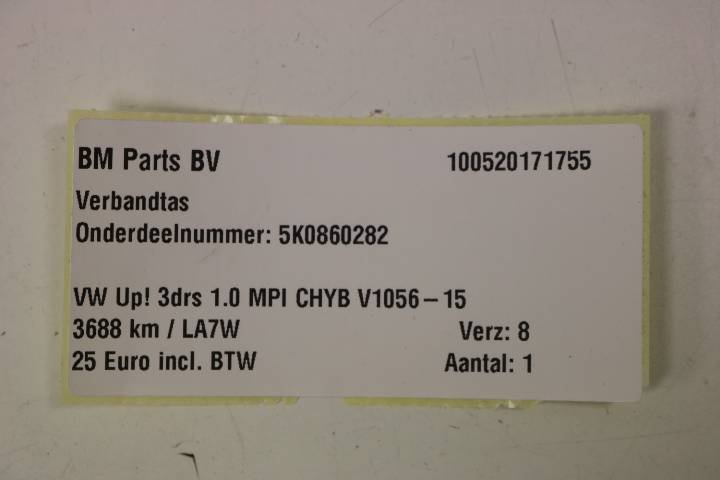 BM Parts BV 100520171755
Verbandtas
Onderdeelnummer: 5K0860282
VW Up! 3drs 1.0 MPI CHYB V1056 – 15
3688 km / LA7W Verz: 8
25 Euro incl. BTW Aantal: 1